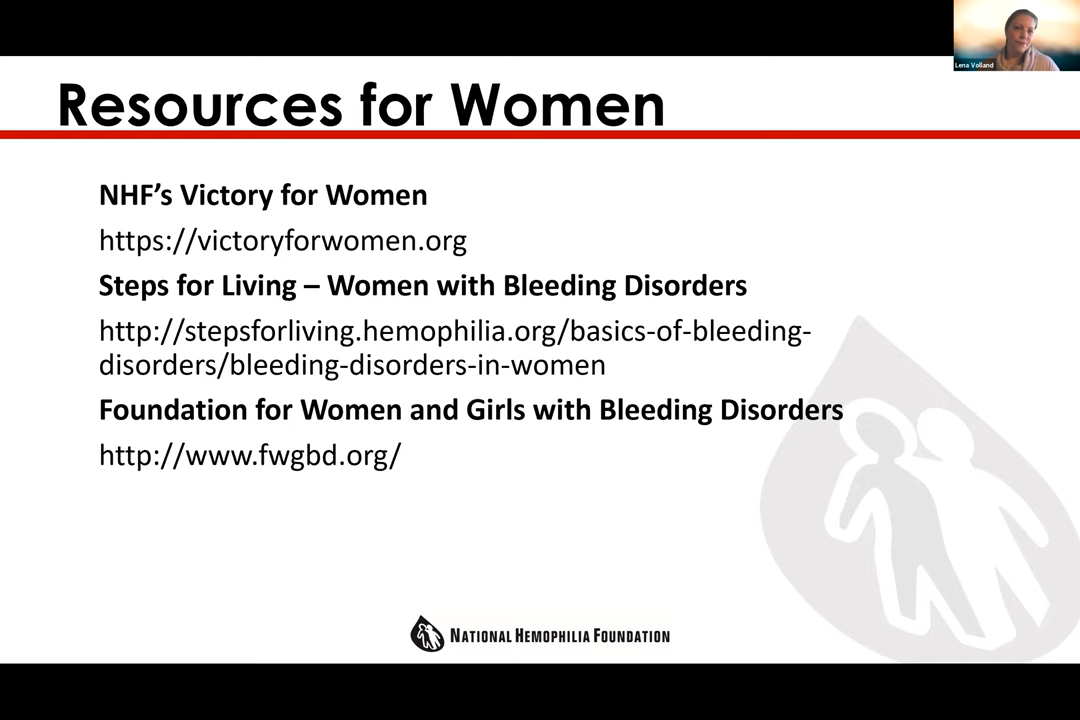 Lena Volland
Resources for Women
NHF’s Victory for Women
https://victoryforwomen.org
Steps for Living – Women with Bleeding Disorders
http://stepsforliving.hemophilia.org/basics-of-bleeding-
disorders/bleeding-disorders-in-women
Foundation for Women and Girls with Bleeding Disorders
http://www.fwgbd.org/
NATIONAL HEMOPHILIA FOUNDATION